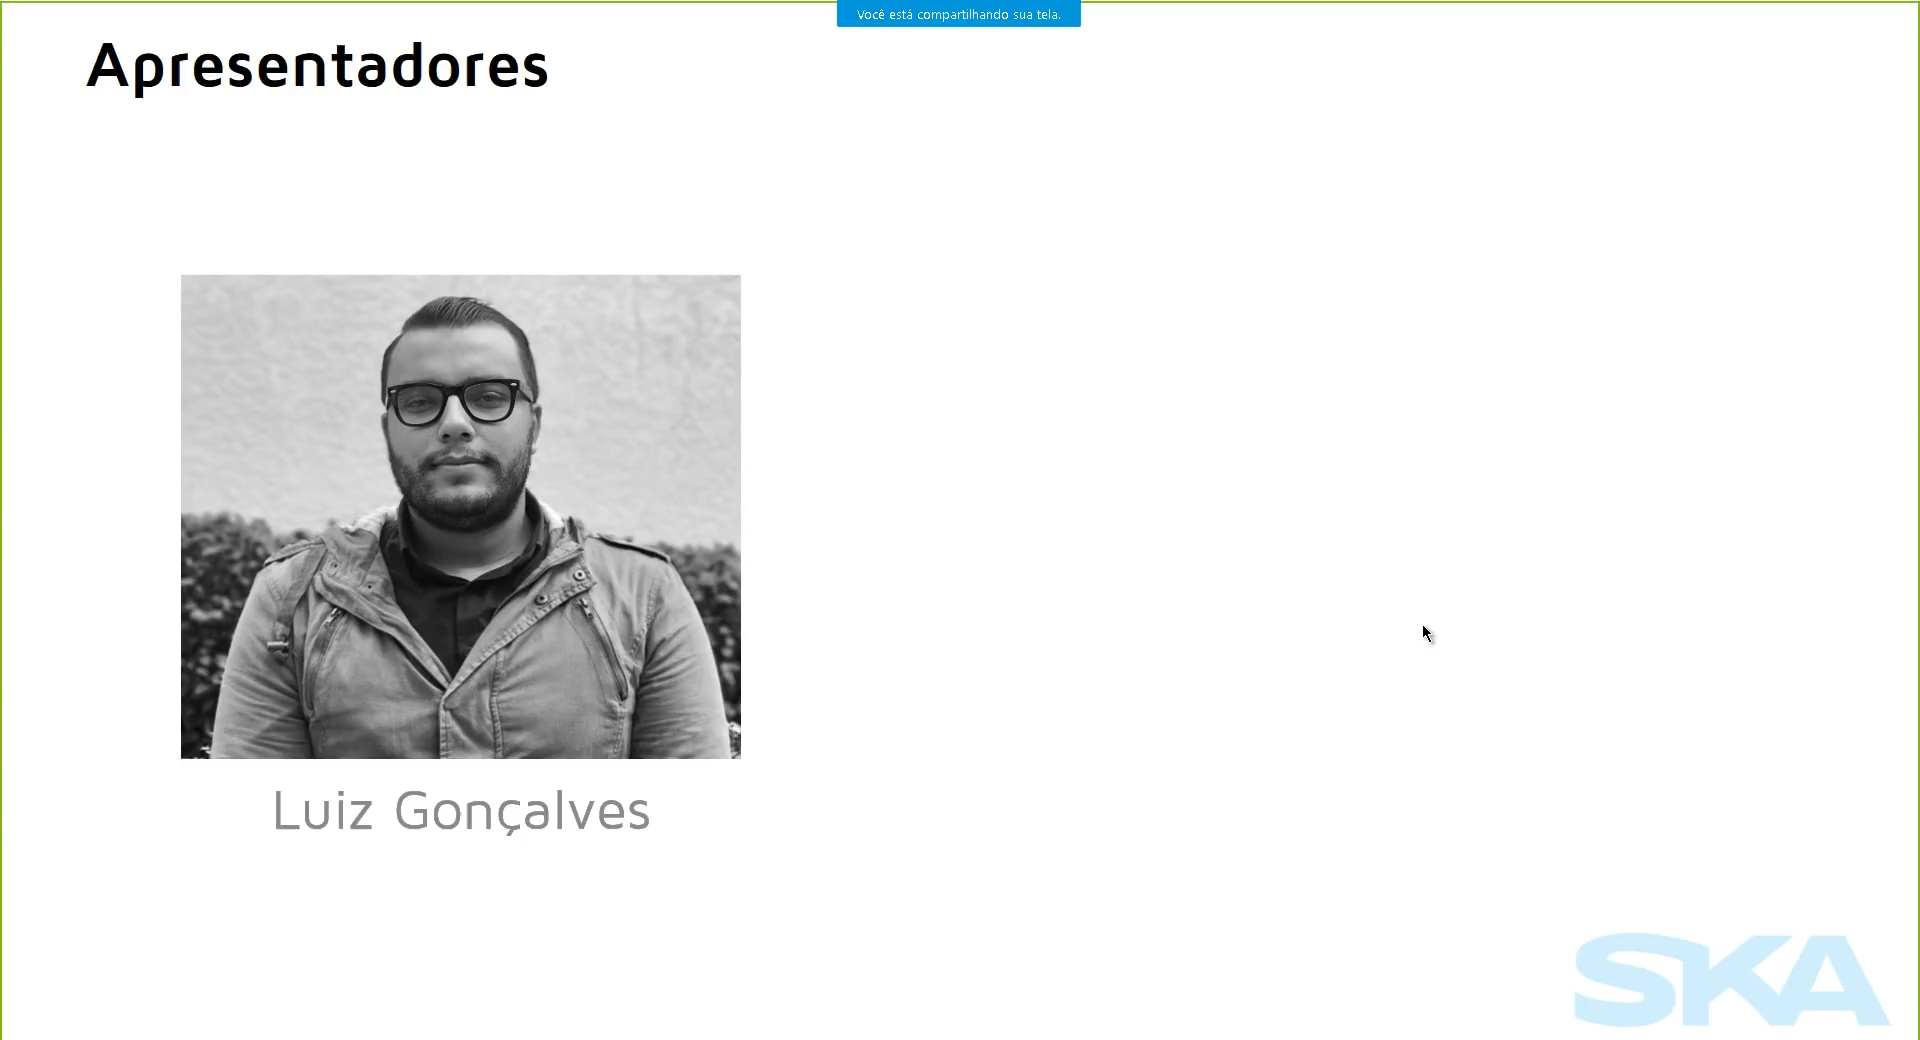 Você está compartilhando sua tela.
Apresentadores
Luiz Gonçalves
SKA